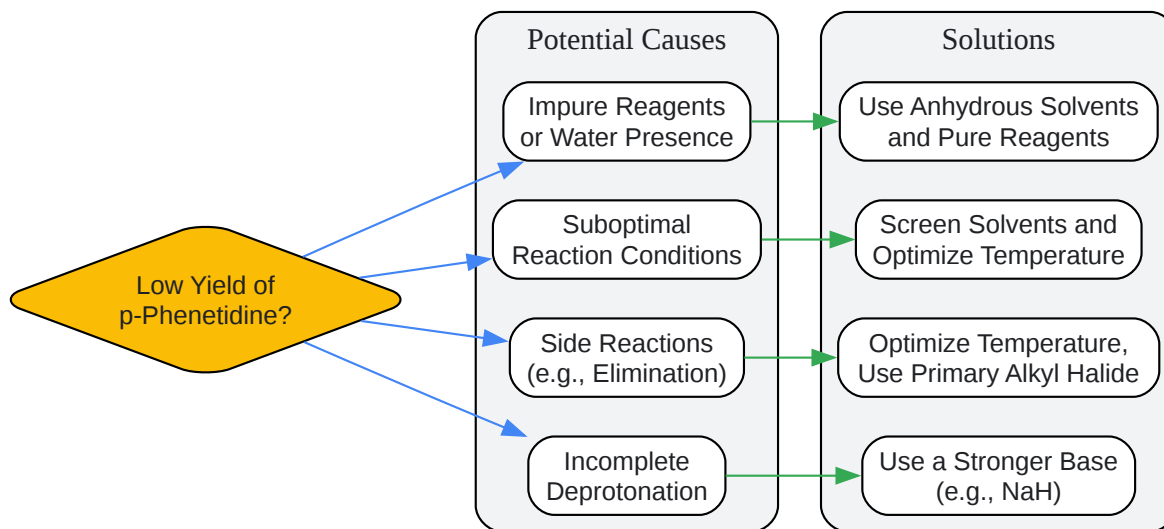 Potential Causes
Solutions
Impure Reagents
or Water Presence
Use Anhydrous Solvents
and Pure Reagents
Suboptimal
Reaction Conditions
Screen Solvents and
Optimize Temperature
Low Yield of
p-Phenetidine?
Side Reactions
(e.g., Elimination)
Optimize Temperature,
Use Primary Alkyl Halide
Incomplete
Deprotonation
Use a Stronger Base
(e.g., NaH)